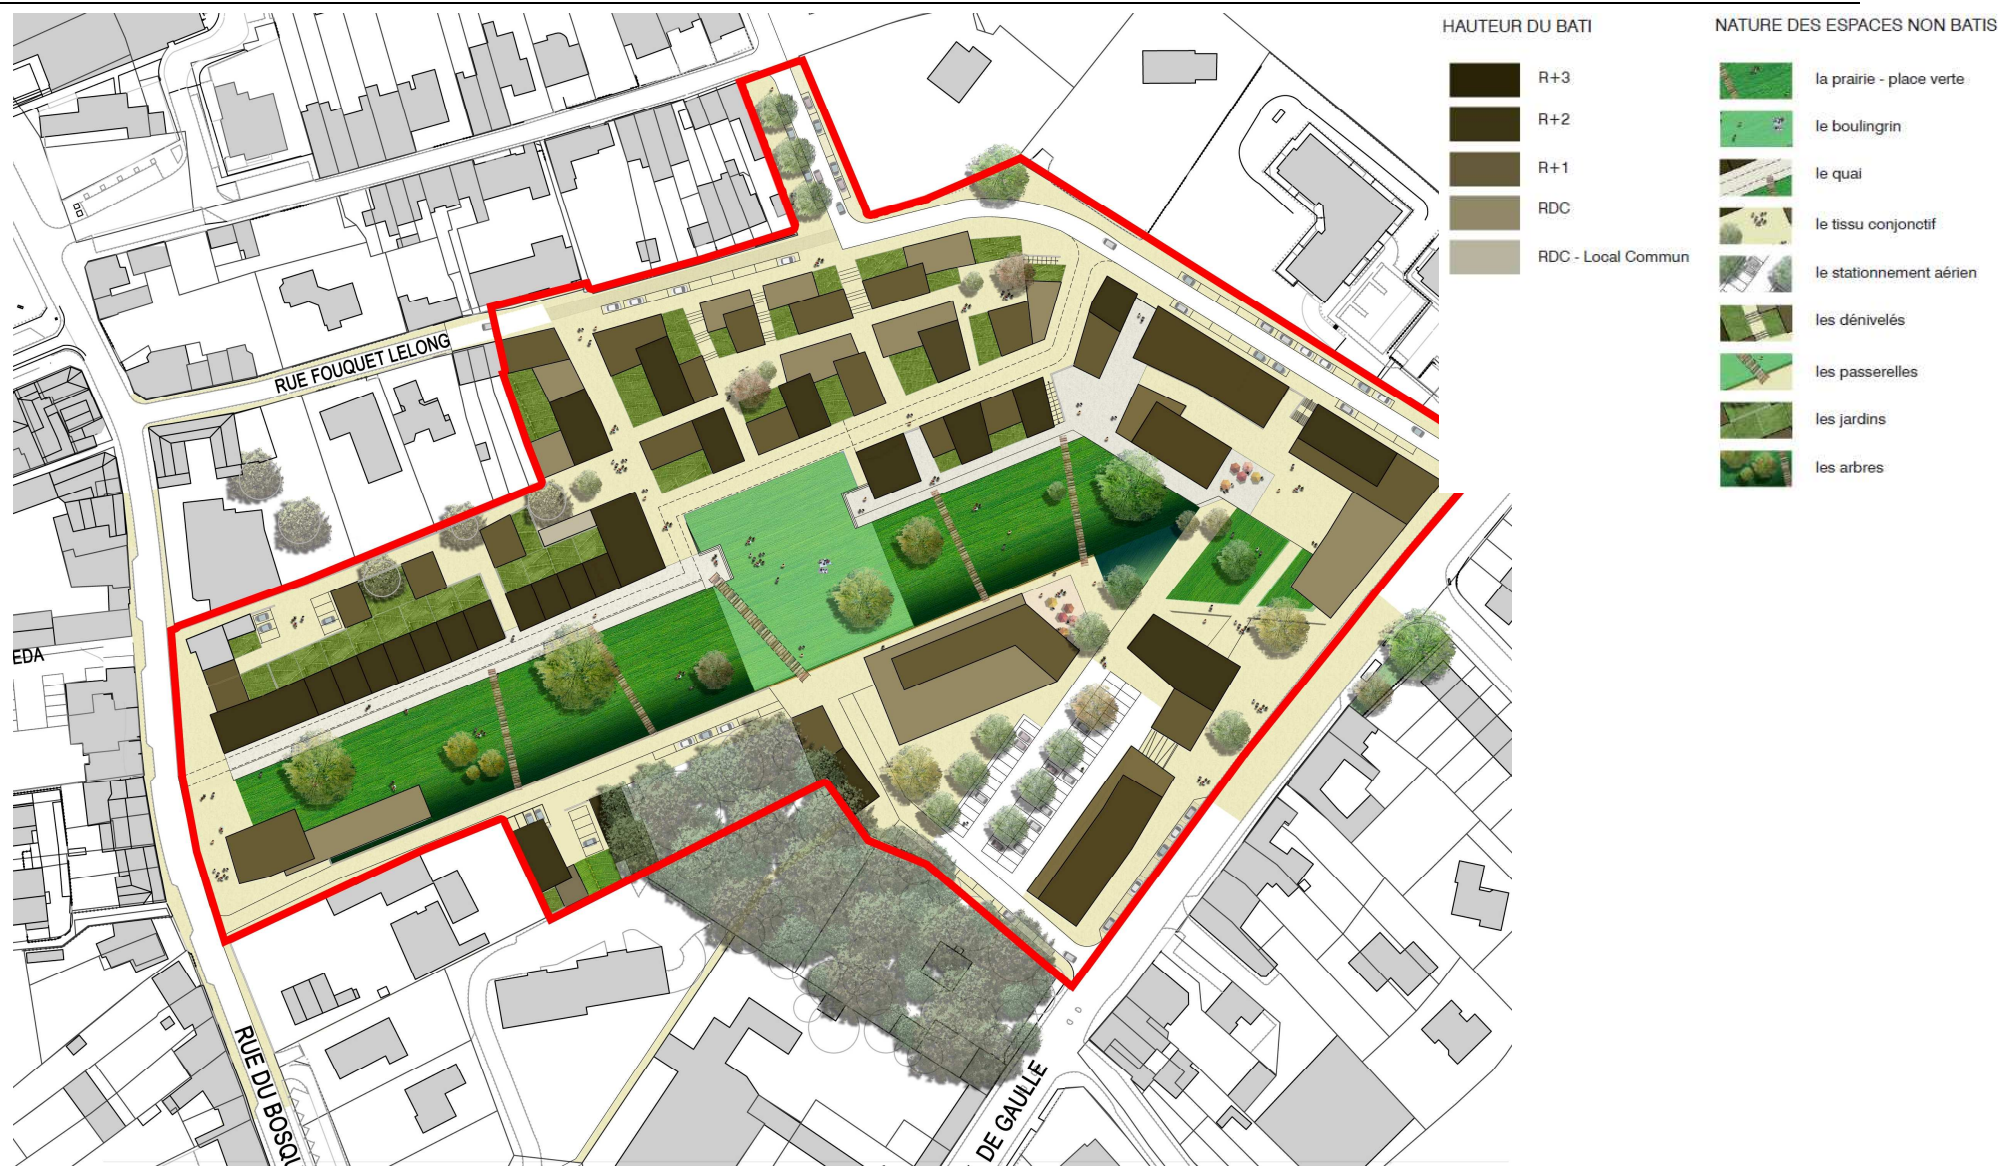 HAUTEUR DU BATI
R+3
R+2
R+1
RDC
RDC - Local Commun
NATURE DES ESPACES NON BATIS
la prairie - place verte
le boulingrin
le quai
le tissu conjonctif
le stationnement aérien
les dénivelés
les passerelles
les jardins
les arbres
RUE FOUQUET LELONG
EDA
RUE DU BOSQU
DE GAULLE